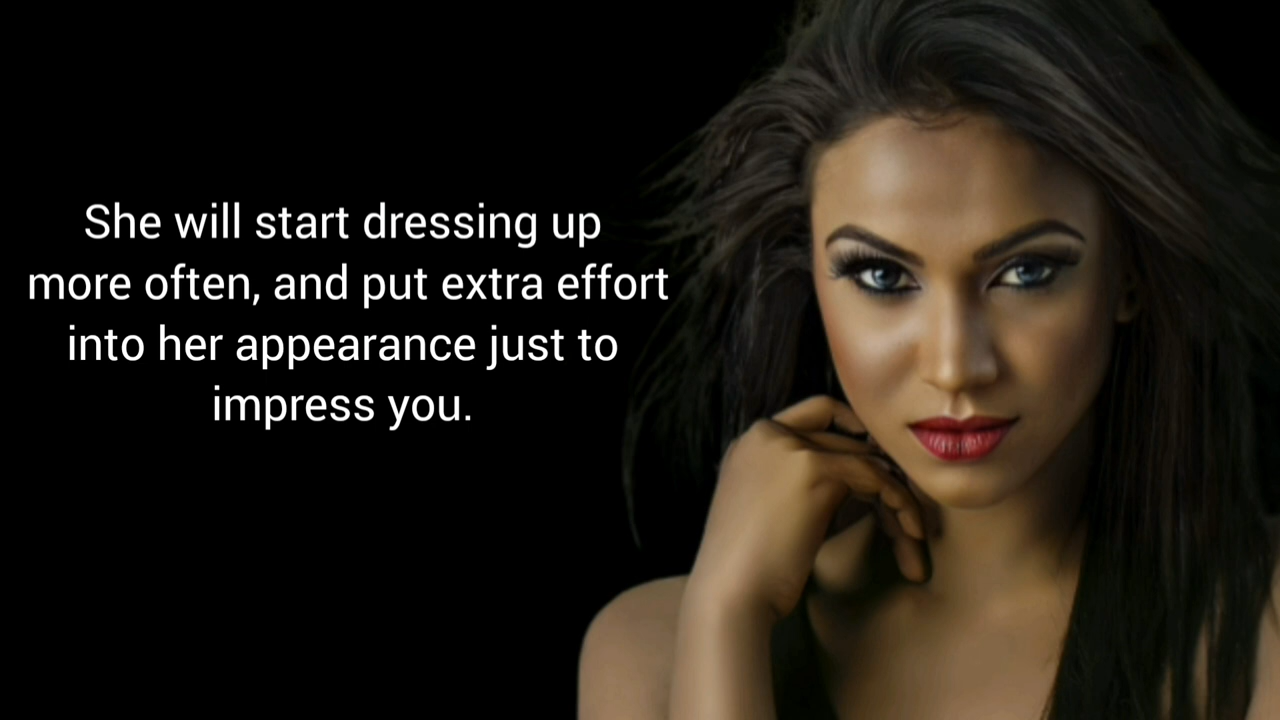 She will start dressing up
more often, and put extra effort
into her appearance just to
impress you.